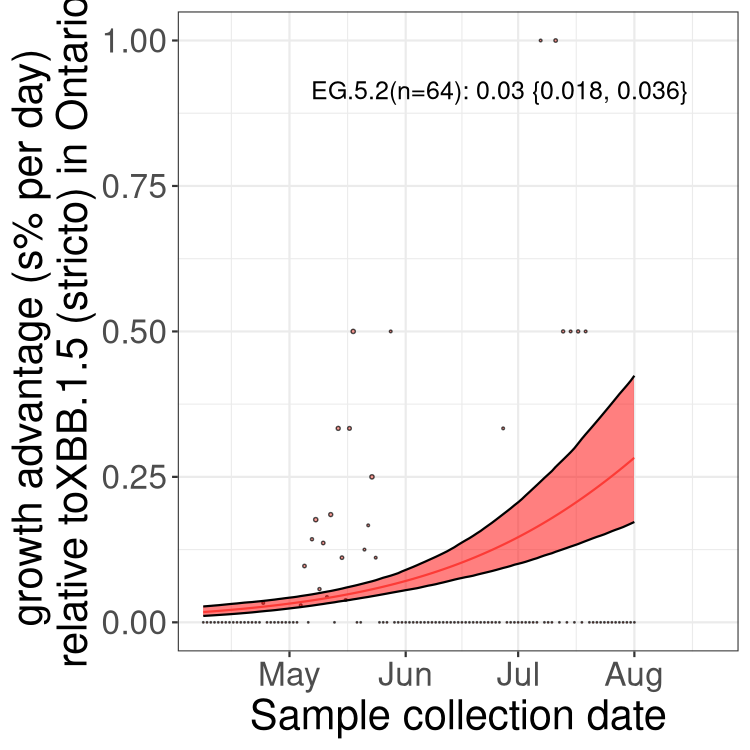 growth advantage (s% per day)
relative toXBB.1.5 (stricto) in Ontario
1.00
0.75
0.50
0.25
0.00
EG.5.2(n=64): 0.03 {0.018, 0.036}
May Jun Jul Aug
Sample collection date